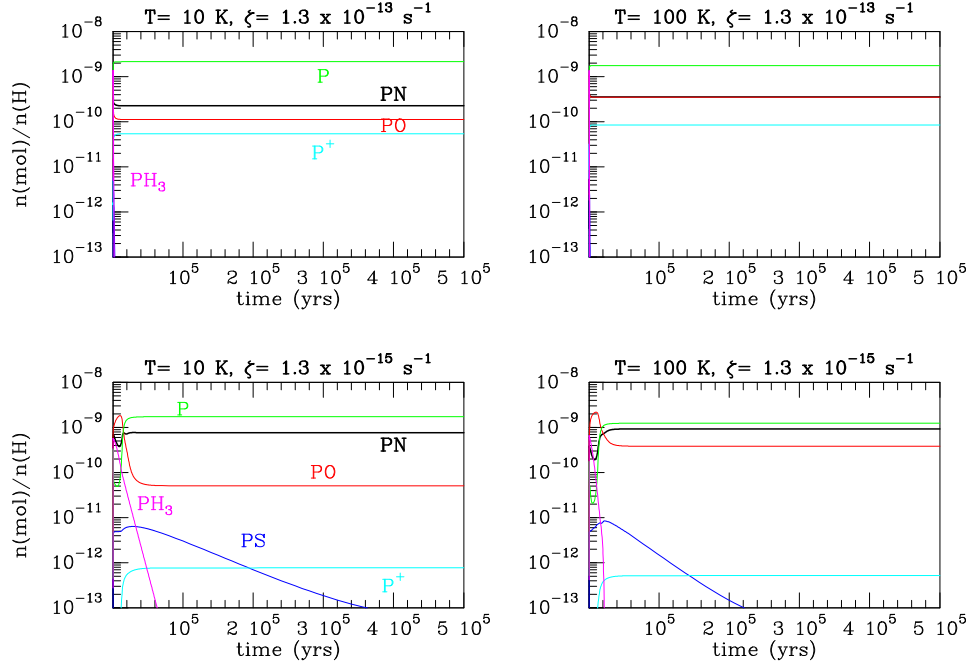 T= 10 K, ζ= 1.3 x 10⁻¹³ s⁻¹
n(mol)/n(H)
10⁻⁸
10⁻⁹
10⁻¹⁰
10⁻¹¹
10⁻¹²
10⁻¹³
P
PN
PO
P⁺
PH₃
10⁵ 2 10⁵ 3 10⁵ 4 10⁵ 5 10⁵
time (yrs)
T= 100 K, ζ= 1.3 x 10⁻¹³ s⁻¹
10⁻⁸
10⁻⁹
10⁻¹⁰
10⁻¹¹
10⁻¹²
10⁻¹³
10⁵ 2 10⁵ 3 10⁵ 4 10⁵ 5 10⁵
time (yrs)
T= 10 K, ζ= 1.3 x 10⁻¹⁵ s⁻¹
n(mol)/n(H)
10⁻⁸
10⁻⁹
10⁻¹⁰
10⁻¹¹
10⁻¹²
10⁻¹³
P
PN
PO
PH₃
PS
P⁺
10⁵ 2 10⁵ 3 10⁵ 4 10⁵ 5 10⁵
time (yrs)
T= 100 K, ζ= 1.3 x 10⁻¹⁵ s⁻¹
10⁻⁸
10⁻⁹
10⁻¹⁰
10⁻¹¹
10⁻¹²
10⁻¹³
10⁵ 2 10⁵ 3 10⁵ 4 10⁵ 5 10⁵
time (yrs)